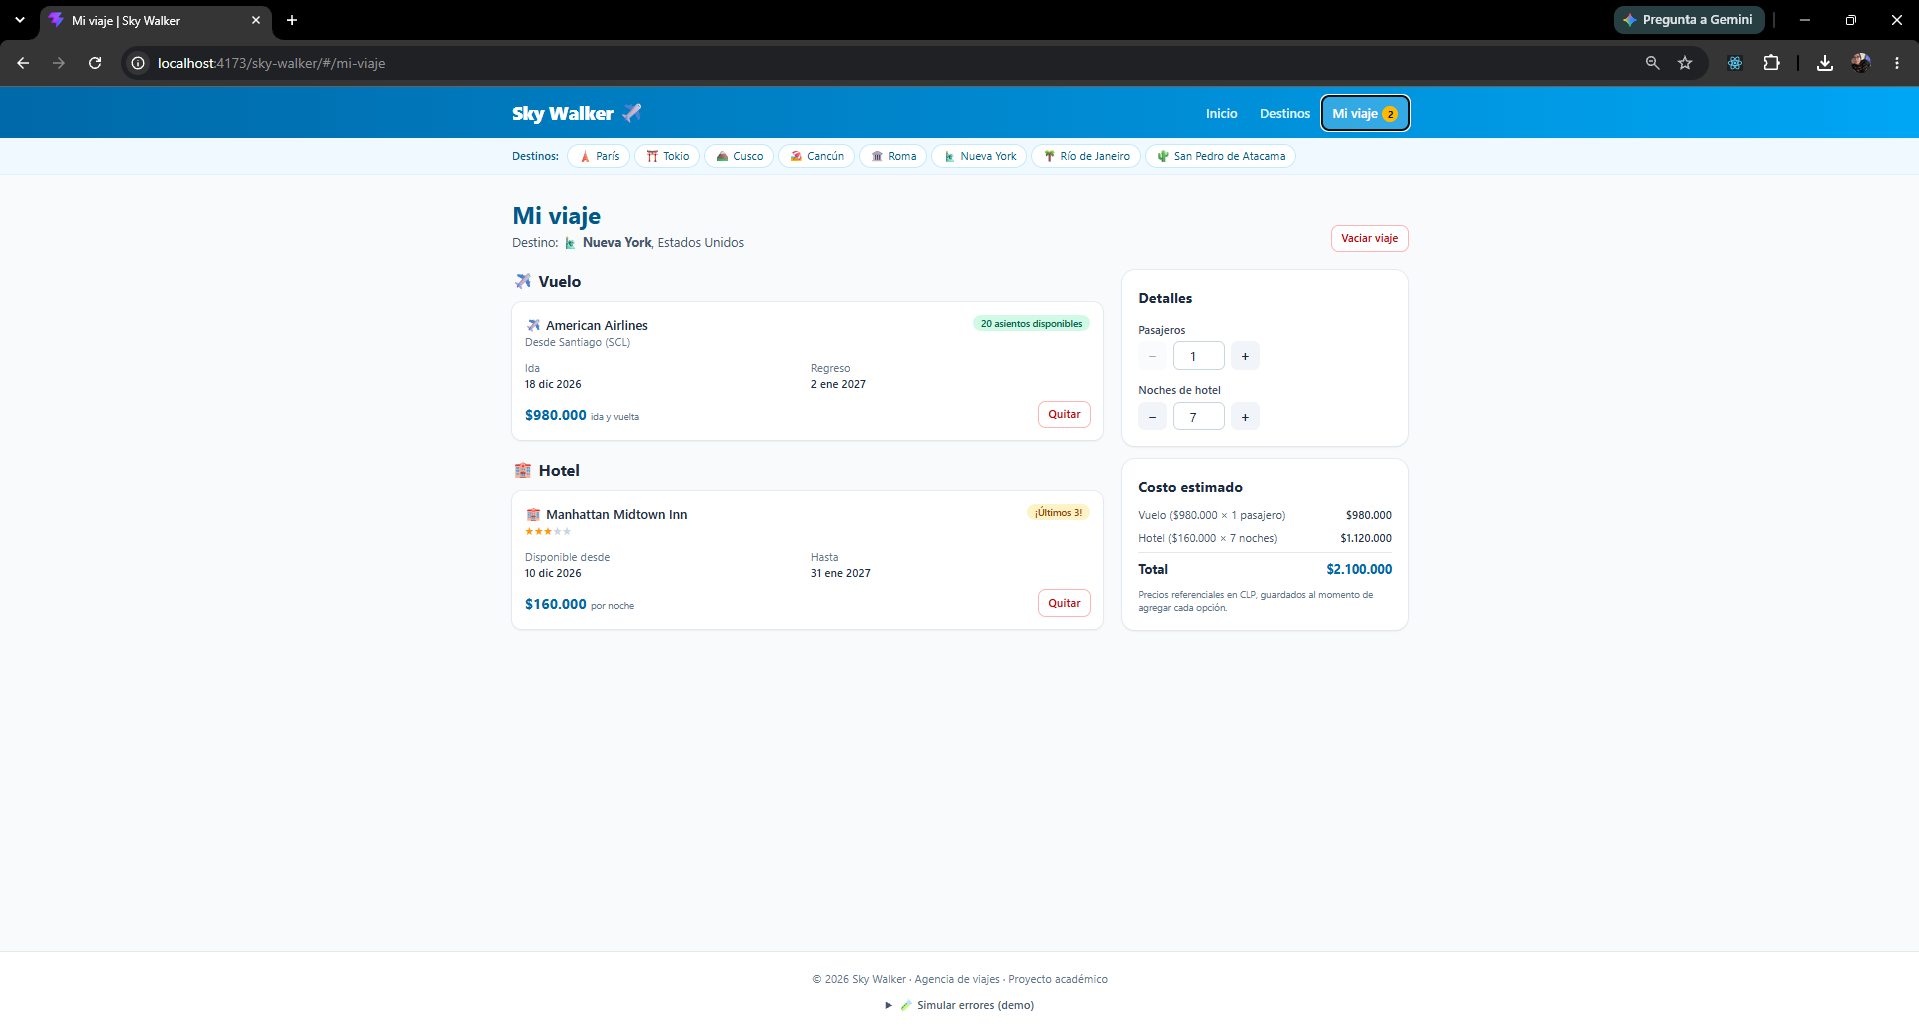 Mi viaje | Sky Walker
Pregunta a Gemini
localhost:4173/sky-walker/#/mi-viaje
Sky Walker
Inicio Destinos Mi viaje 2
Destinos: París Tokio Cusco Cancún Roma Nueva York Río de Janeiro San Pedro de Atacama
Mi viaje
Destino: Nueva York, Estados Unidos
Vaciar viaje
Vuelo
American Airlines
20 asientos disponibles
Desde Santiago (SCL)
Ida Regreso
18 dic 2026 2 ene 2027
$980.000 ida y vuelta
Quitar
Hotel
Manhattan Midtown Inn
¡Últimos 3!
★★★★★
Disponible desde Hasta
10 dic 2026 31 ene 2027
$160.000 por noche
Quitar
Detalles
Pasajeros
− 1 +
Noches de hotel
− 7 +
Costo estimado
Vuelo ($980.000 × 1 pasajero) $980.000
Hotel ($160.000 × 7 noches) $1.120.000
Total $2.100.000
Precios referenciales en CLP, guardados al momento de
agregar cada opción.
© 2026 Sky Walker · Agencia de viajes · Proyecto académico
Simular errores (demo)